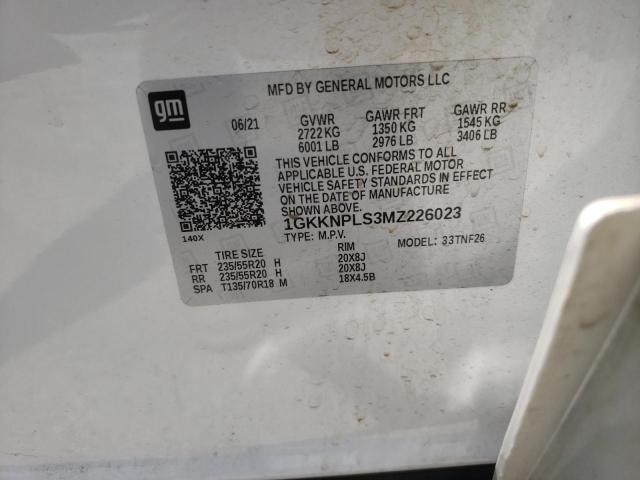 gm
MFD BY GENERAL MOTORS LLC
06/21 GVWR GAWR FRT GAWR RR
2722 KG 1350 KG 1545 KG
6001 LB 2976 LB 3406 LB
THIS VEHICLE CONFORMS TO ALL
APPLICABLE U.S. FEDERAL MOTOR
VEHICLE SAFETY STANDARDS IN EFFECT
ON THE DATE OF MANUFACTURE
SHOWN ABOVE.
1GKKNPLS3MZ226023
140X TYPE: M.P.V. MODEL: 33TNF26
TIRE SIZE RIM
FRT 235/55R20 H 20X8J
RR 235/55R20 H 20X8J
SPA T135/70R18 M 18X4.5B